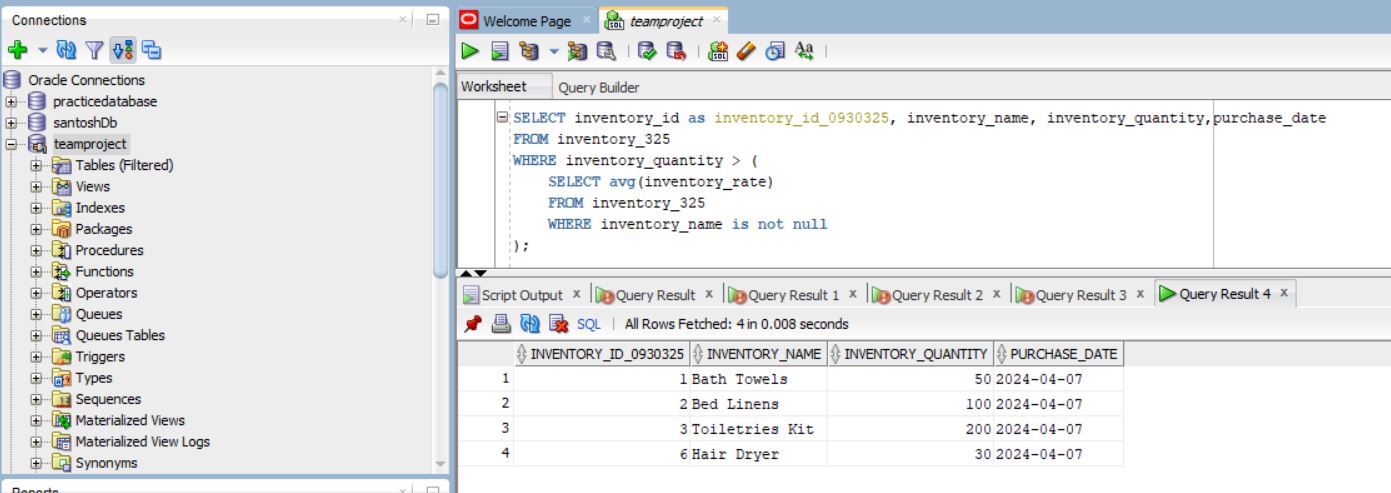 Connections
Oracle Connections
practicedatabase
santoshDb
teamproject
Tables (Filtered)
Views
Indexes
Packages
Procedures
Functions
Operators
Queues
Queues Tables
Triggers
Types
Sequences
Materialized Views
Materialized View Logs
Synonyms
Reports
Welcome Page teamproject
Worksheet Query Builder
SELECT inventory_id as inventory_id_0930325, inventory_name, inventory_quantity,purchase_date
FROM inventory_325
WHERE inventory_quantity > (
SELECT avg(inventory_rate)
FROM inventory_325
WHERE inventory_name is not null
);
Script Output Query Result Query Result 1 Query Result 2 Query Result 3 Query Result 4
SQL | All Rows Fetched: 4 in 0.008 seconds
INVENTORY_ID_0930325 INVENTORY_NAME INVENTORY_QUANTITY PURCHASE_DATE
1 1 Bath Towels 50 2024-04-07
2 2 Bed Linens 100 2024-04-07
3 3 Toiletries Kit 200 2024-04-07
4 6 Hair Dryer 30 2024-04-07